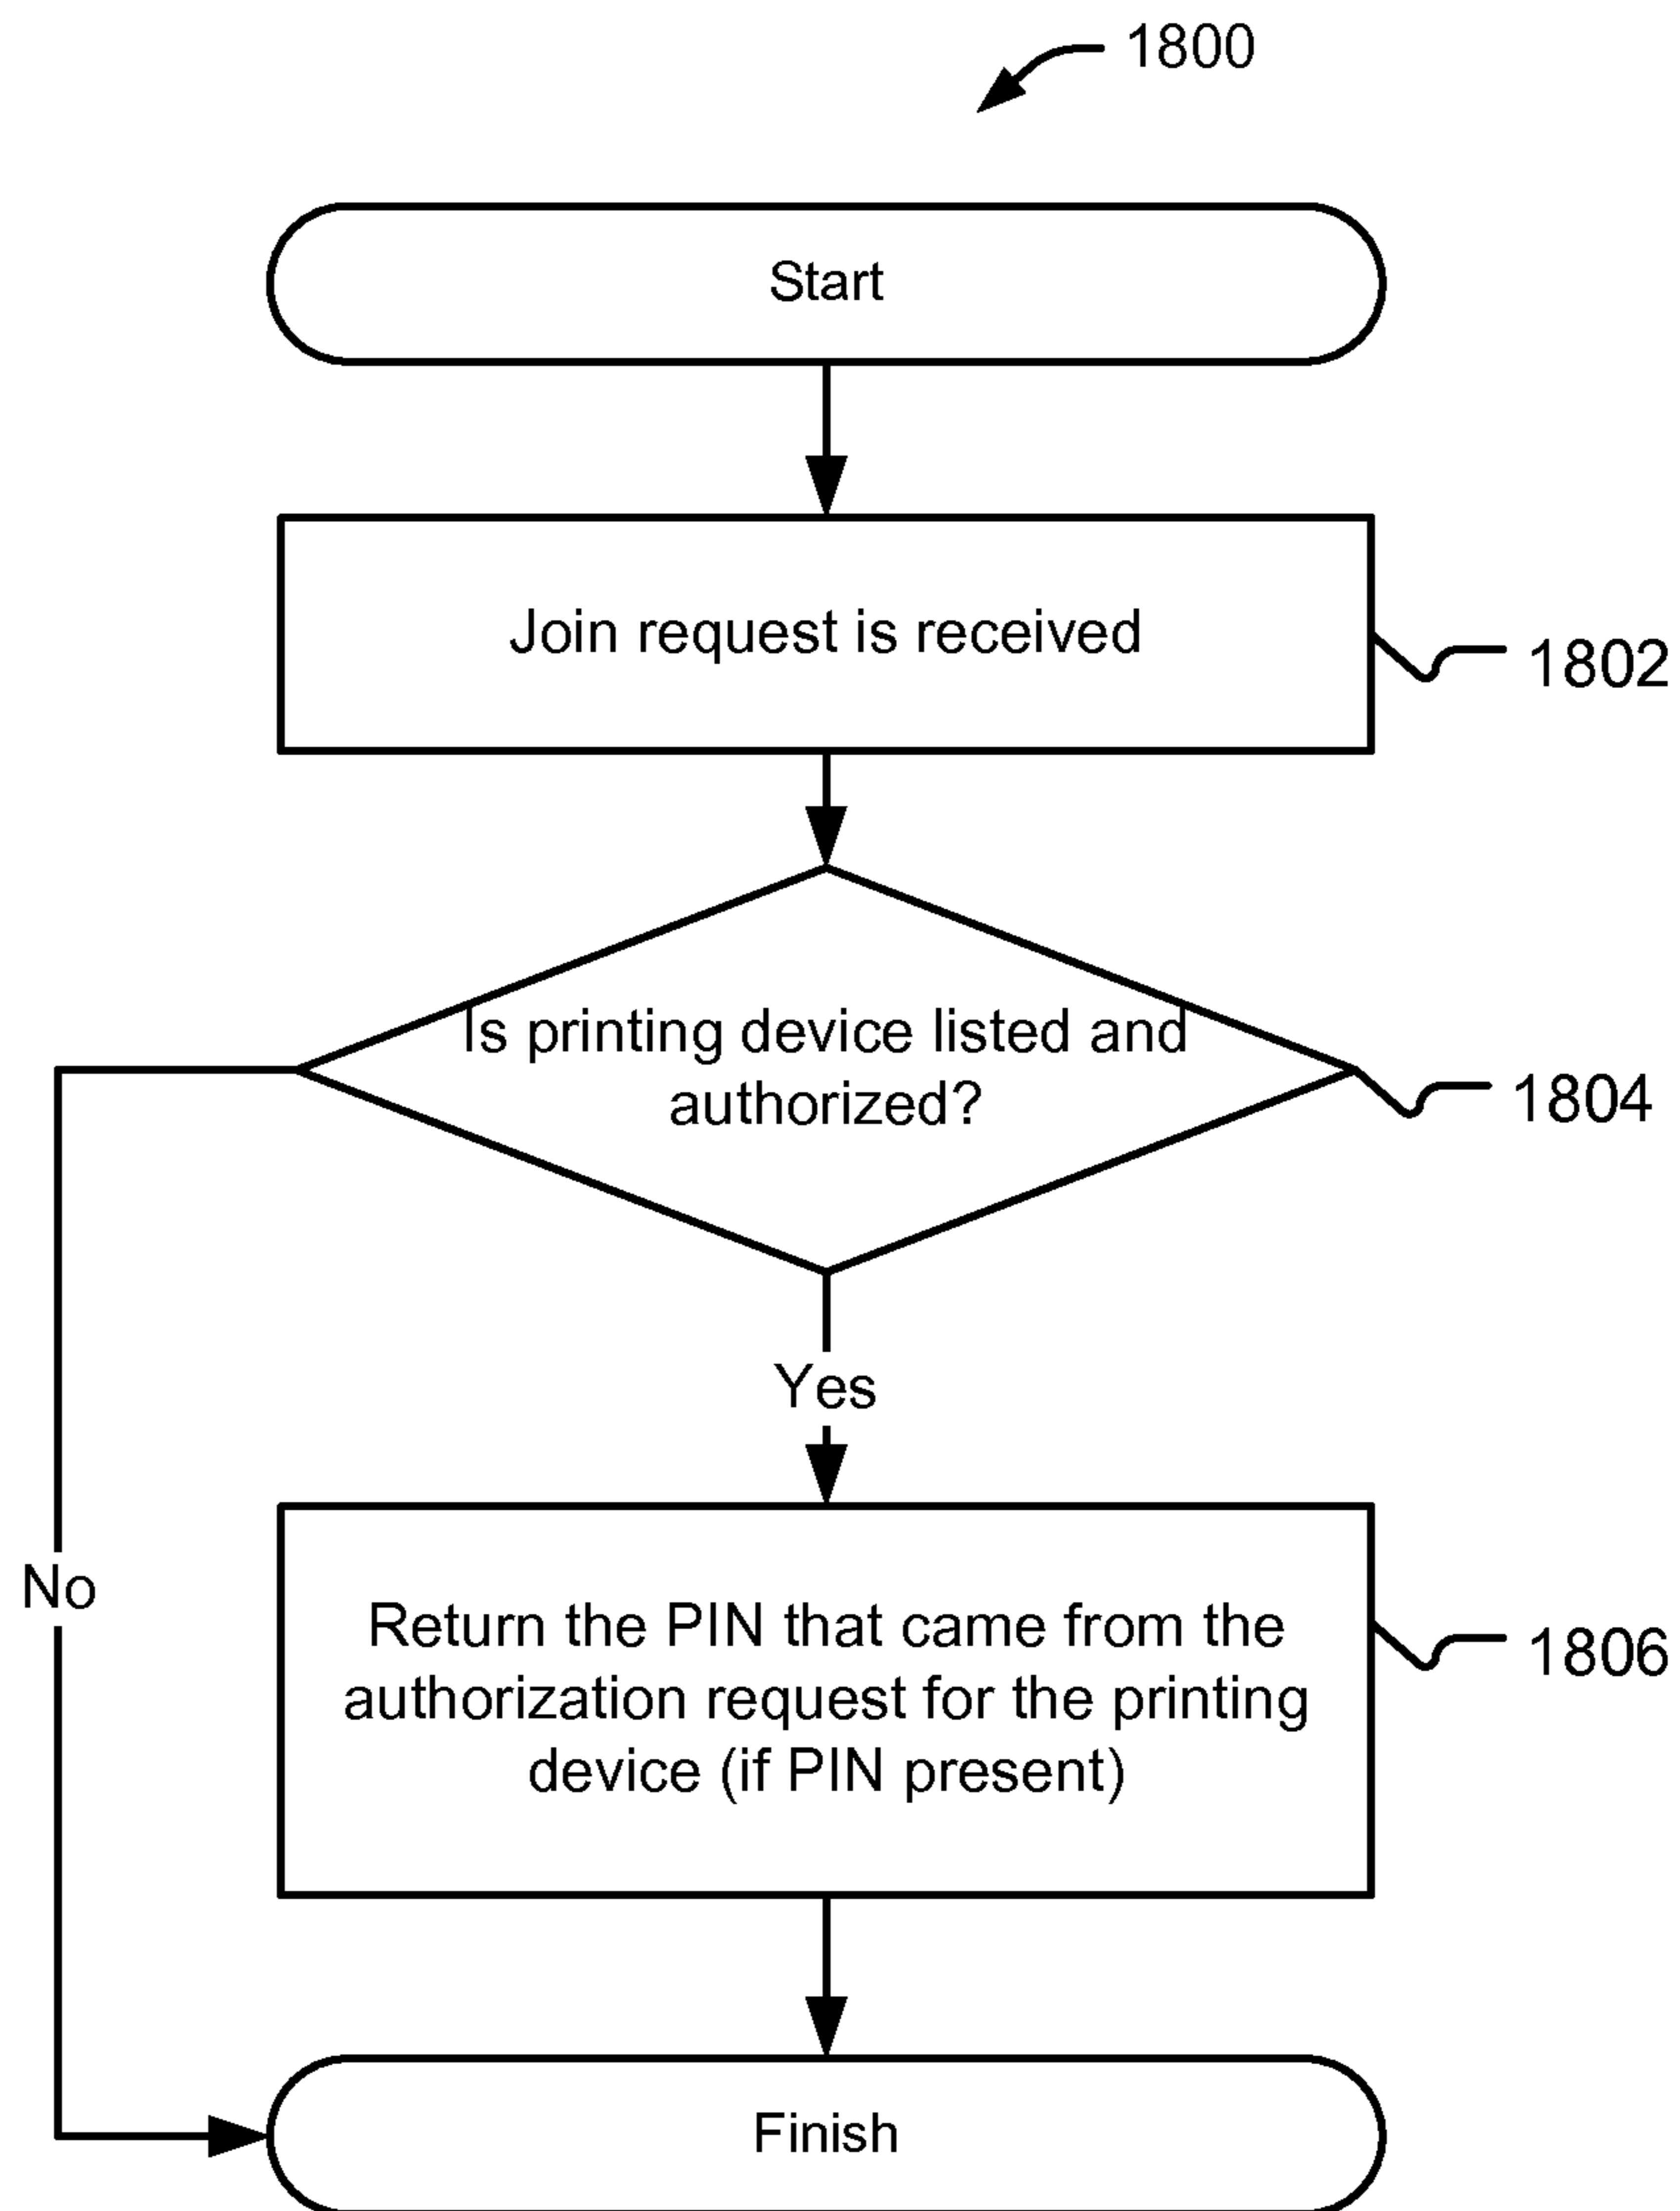 1800
Start
Join request is received
1802
Is printing device listed and
authorized?
1804
Yes
No
Return the PIN that came from the
authorization request for the printing
device (if PIN present)
1806
Finish